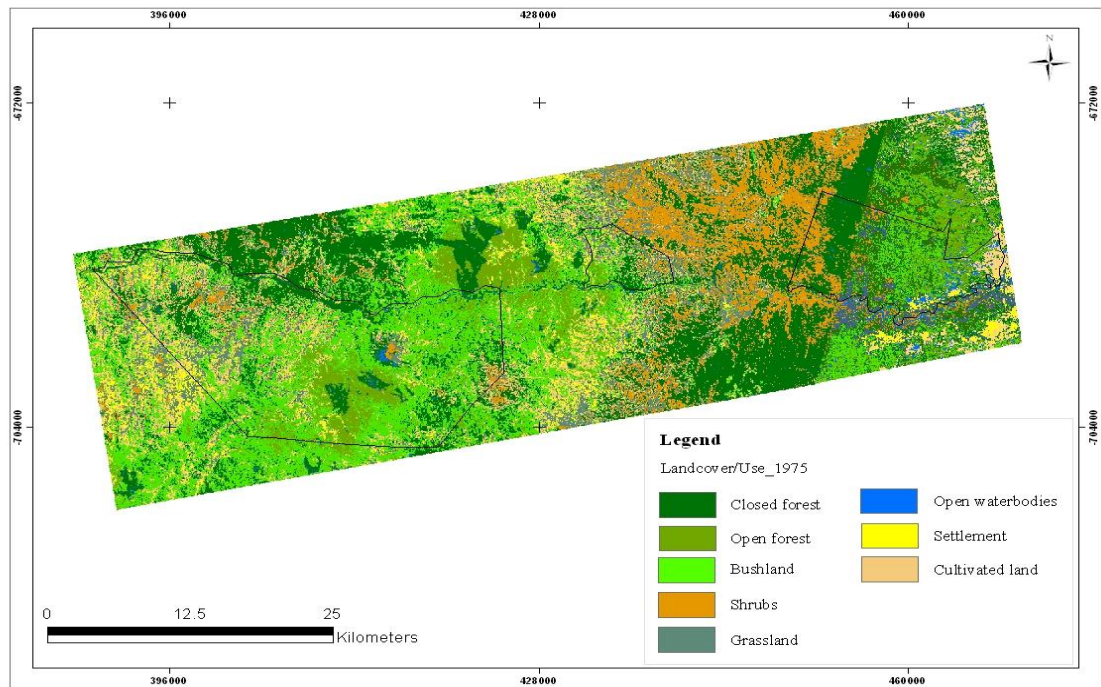 396000 428000 460000
N
-672000 -672000
-704000 -704000
Legend
Landcover/Use_1975
Closed forest
Open forest
Bushland
Shrubs
Grassland
Open waterbodies
Settlement
Cultivated land
0 12.5 25
Kilometers
396000 428000 460000